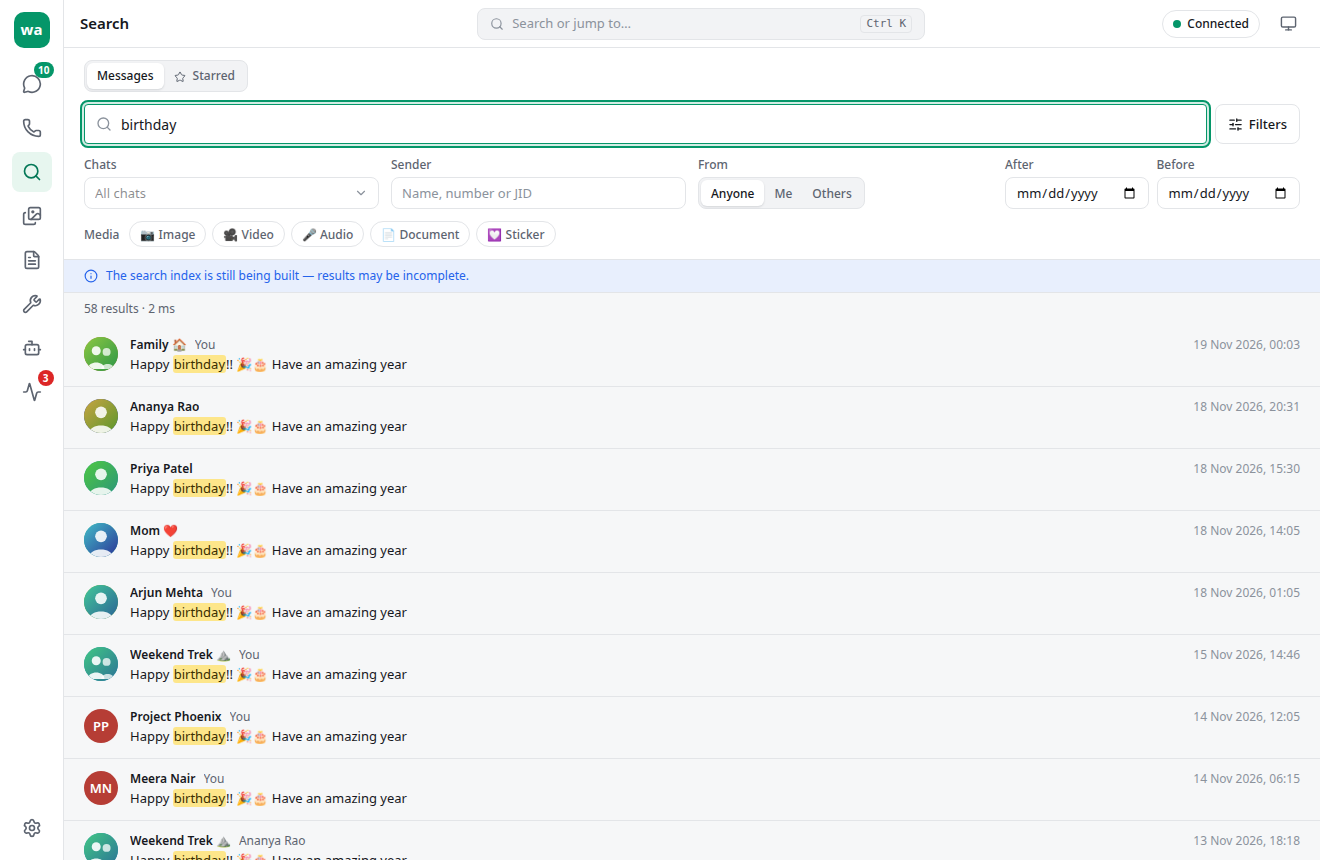 wa
Search
Search or jump to...
Ctrl K
Connected
10
Messages
Starred
birthday
Filters
Chats
Sender
From
After
Before
All chats
Name, number or JID
Anyone
Me
Others
mm/dd/yyyy
mm/dd/yyyy
Media
Image
Video
Audio
Document
Sticker
The search index is still being built — results may be incomplete.
58 results · 2 ms
3
Family 🏠 You
19 Nov 2026, 00:03
Happy birthday!! 🎉🎂 Have an amazing year
Ananya Rao
18 Nov 2026, 20:31
Happy birthday!! 🎉🎂 Have an amazing year
Priya Patel
18 Nov 2026, 15:30
Happy birthday!! 🎉🎂 Have an amazing year
Mom ❤️
18 Nov 2026, 14:05
Happy birthday!! 🎉🎂 Have an amazing year
Arjun Mehta You
18 Nov 2026, 01:05
Happy birthday!! 🎉🎂 Have an amazing year
Weekend Trek ⛰️ You
15 Nov 2026, 14:46
Happy birthday!! 🎉🎂 Have an amazing year
PP
Project Phoenix You
14 Nov 2026, 12:05
Happy birthday!! 🎉🎂 Have an amazing year
MN
Meera Nair You
14 Nov 2026, 06:15
Happy birthday!! 🎉🎂 Have an amazing year
Weekend Trek ⛰️ Ananya Rao
13 Nov 2026, 18:18
Happy birthday!! 🎉🎂 Have an amazing year